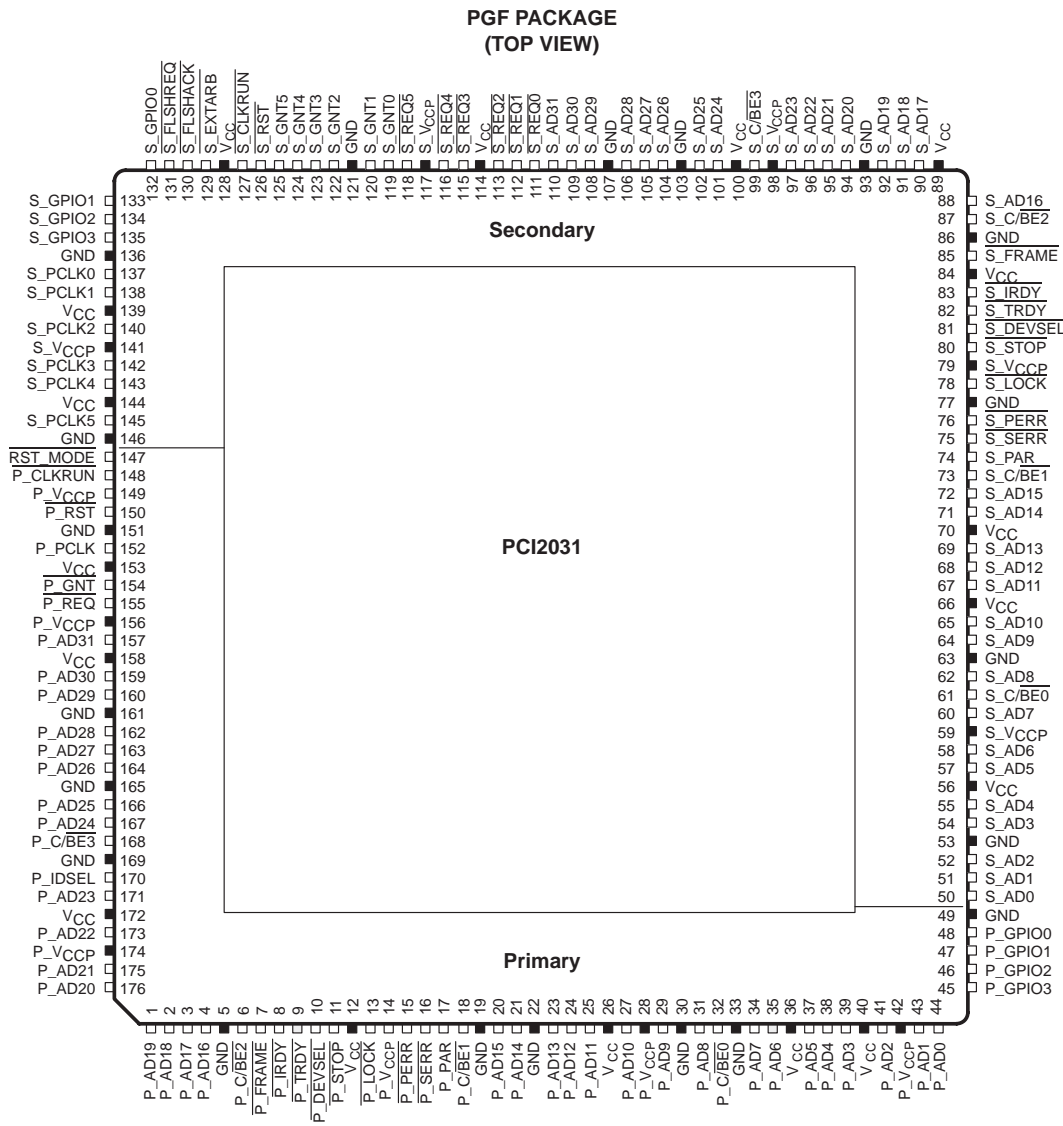 PGF PACKAGE
(TOP VIEW)
S_GPIO0
S_FLSHREQ
S_FLSHACK
S_EXTARB
VCC
S_CLKRUN
S_RST
S_GNT5
S_GNT4
S_GNT3
S_GNT2
GND
S_GNT1
S_GNT0
S_REQ5
S_VCCP
S_REQ4
S_REQ3
VCC
S_REQ2
S_REQ1
S_REQ0
S_AD31
S_AD30
S_AD29
GND
S_AD28
S_AD27
S_AD26
GND
S_AD25
S_AD24
VCC
S_C/BE3
S_VCCP
S_AD23
S_AD22
S_AD21
S_AD20
GND
S_AD19
S_AD18
S_AD17
VCC
132 131 130 129 128 127 126 125 124 123 122 121 120 119 118 117 116 115 114 113 112 111 110 109 108 107 106 105 104 103 102 101 100 99 98 97 96 95 94 93 92 91 90 89
S_GPIO1 133
S_GPIO2 134
S_GPIO3 135
GND 136
S_PCLK0 137
S_PCLK1 138
VCC 139
S_PCLK2 140
S_VCCP 141
S_PCLK3 142
S_PCLK4 143
VCC 144
S_PCLK5 145
GND 146
RST_MODE 147
P_CLKRUN 148
P_VCCP 149
P_RST 150
GND 151
P_PCLK 152
VCC 153
P_GNT 154
P_REQ 155
P_VCCP 156
P_AD31 157
VCC 158
P_AD30 159
P_AD29 160
GND 161
P_AD28 162
P_AD27 163
P_AD26 164
GND 165
P_AD25 166
P_AD24 167
P_C/BE3 168
GND 169
P_IDSEL 170
P_AD23 171
VCC 172
P_AD22 173
P_VCCP 174
P_AD21 175
P_AD20 176
Secondary
PCI2031
Primary
88 S_AD16
87 S_C/BE2
86 GND
85 S_FRAME
84 VCC
83 S_IRDY
82 S_TRDY
81 S_DEVSEL
80 S_STOP
79 S_VCCP
78 S_LOCK
77 GND
76 S_PERR
75 S_SERR
74 S_PAR
73 S_C/BE1
72 S_AD15
71 S_AD14
70 VCC
69 S_AD13
68 S_AD12
67 S_AD11
66 VCC
65 S_AD10
64 S_AD9
63 GND
62 S_AD8
61 S_C/BE0
60 S_AD7
59 S_VCCP
58 S_AD6
57 S_AD5
56 VCC
55 S_AD4
54 S_AD3
53 GND
52 S_AD2
51 S_AD1
50 S_AD0
49 GND
48 P_GPIO0
47 P_GPIO1
46 P_GPIO2
45 P_GPIO3
1 2 3 4 5 6 7 8 9 10 11 12 13 14 15 16 17 18 19 20 21 22 23 24 25 26 27 28 29 30 31 32 33 34 35 36 37 38 39 40 41 42 43 44
P_AD19
P_AD18
P_AD17
P_AD16
GND
P_C/BE2
P_FRAME
P_IRDY
P_TRDY
P_DEVSEL
P_STOP
VCC
P_LOCK
P_VCCP
P_PERR
P_SERR
P_PAR
P_C/BE1
GND
P_AD15
P_AD14
GND
P_AD13
P_AD12
P_AD11
VCC
P_AD10
P_VCCP
P_AD9
GND
P_AD8
P_C/BE0
GND
P_AD7
P_AD6
VCC
P_AD5
P_AD4
P_AD3
VCC
P_AD2
P_VCCP
P_AD1
P_AD0